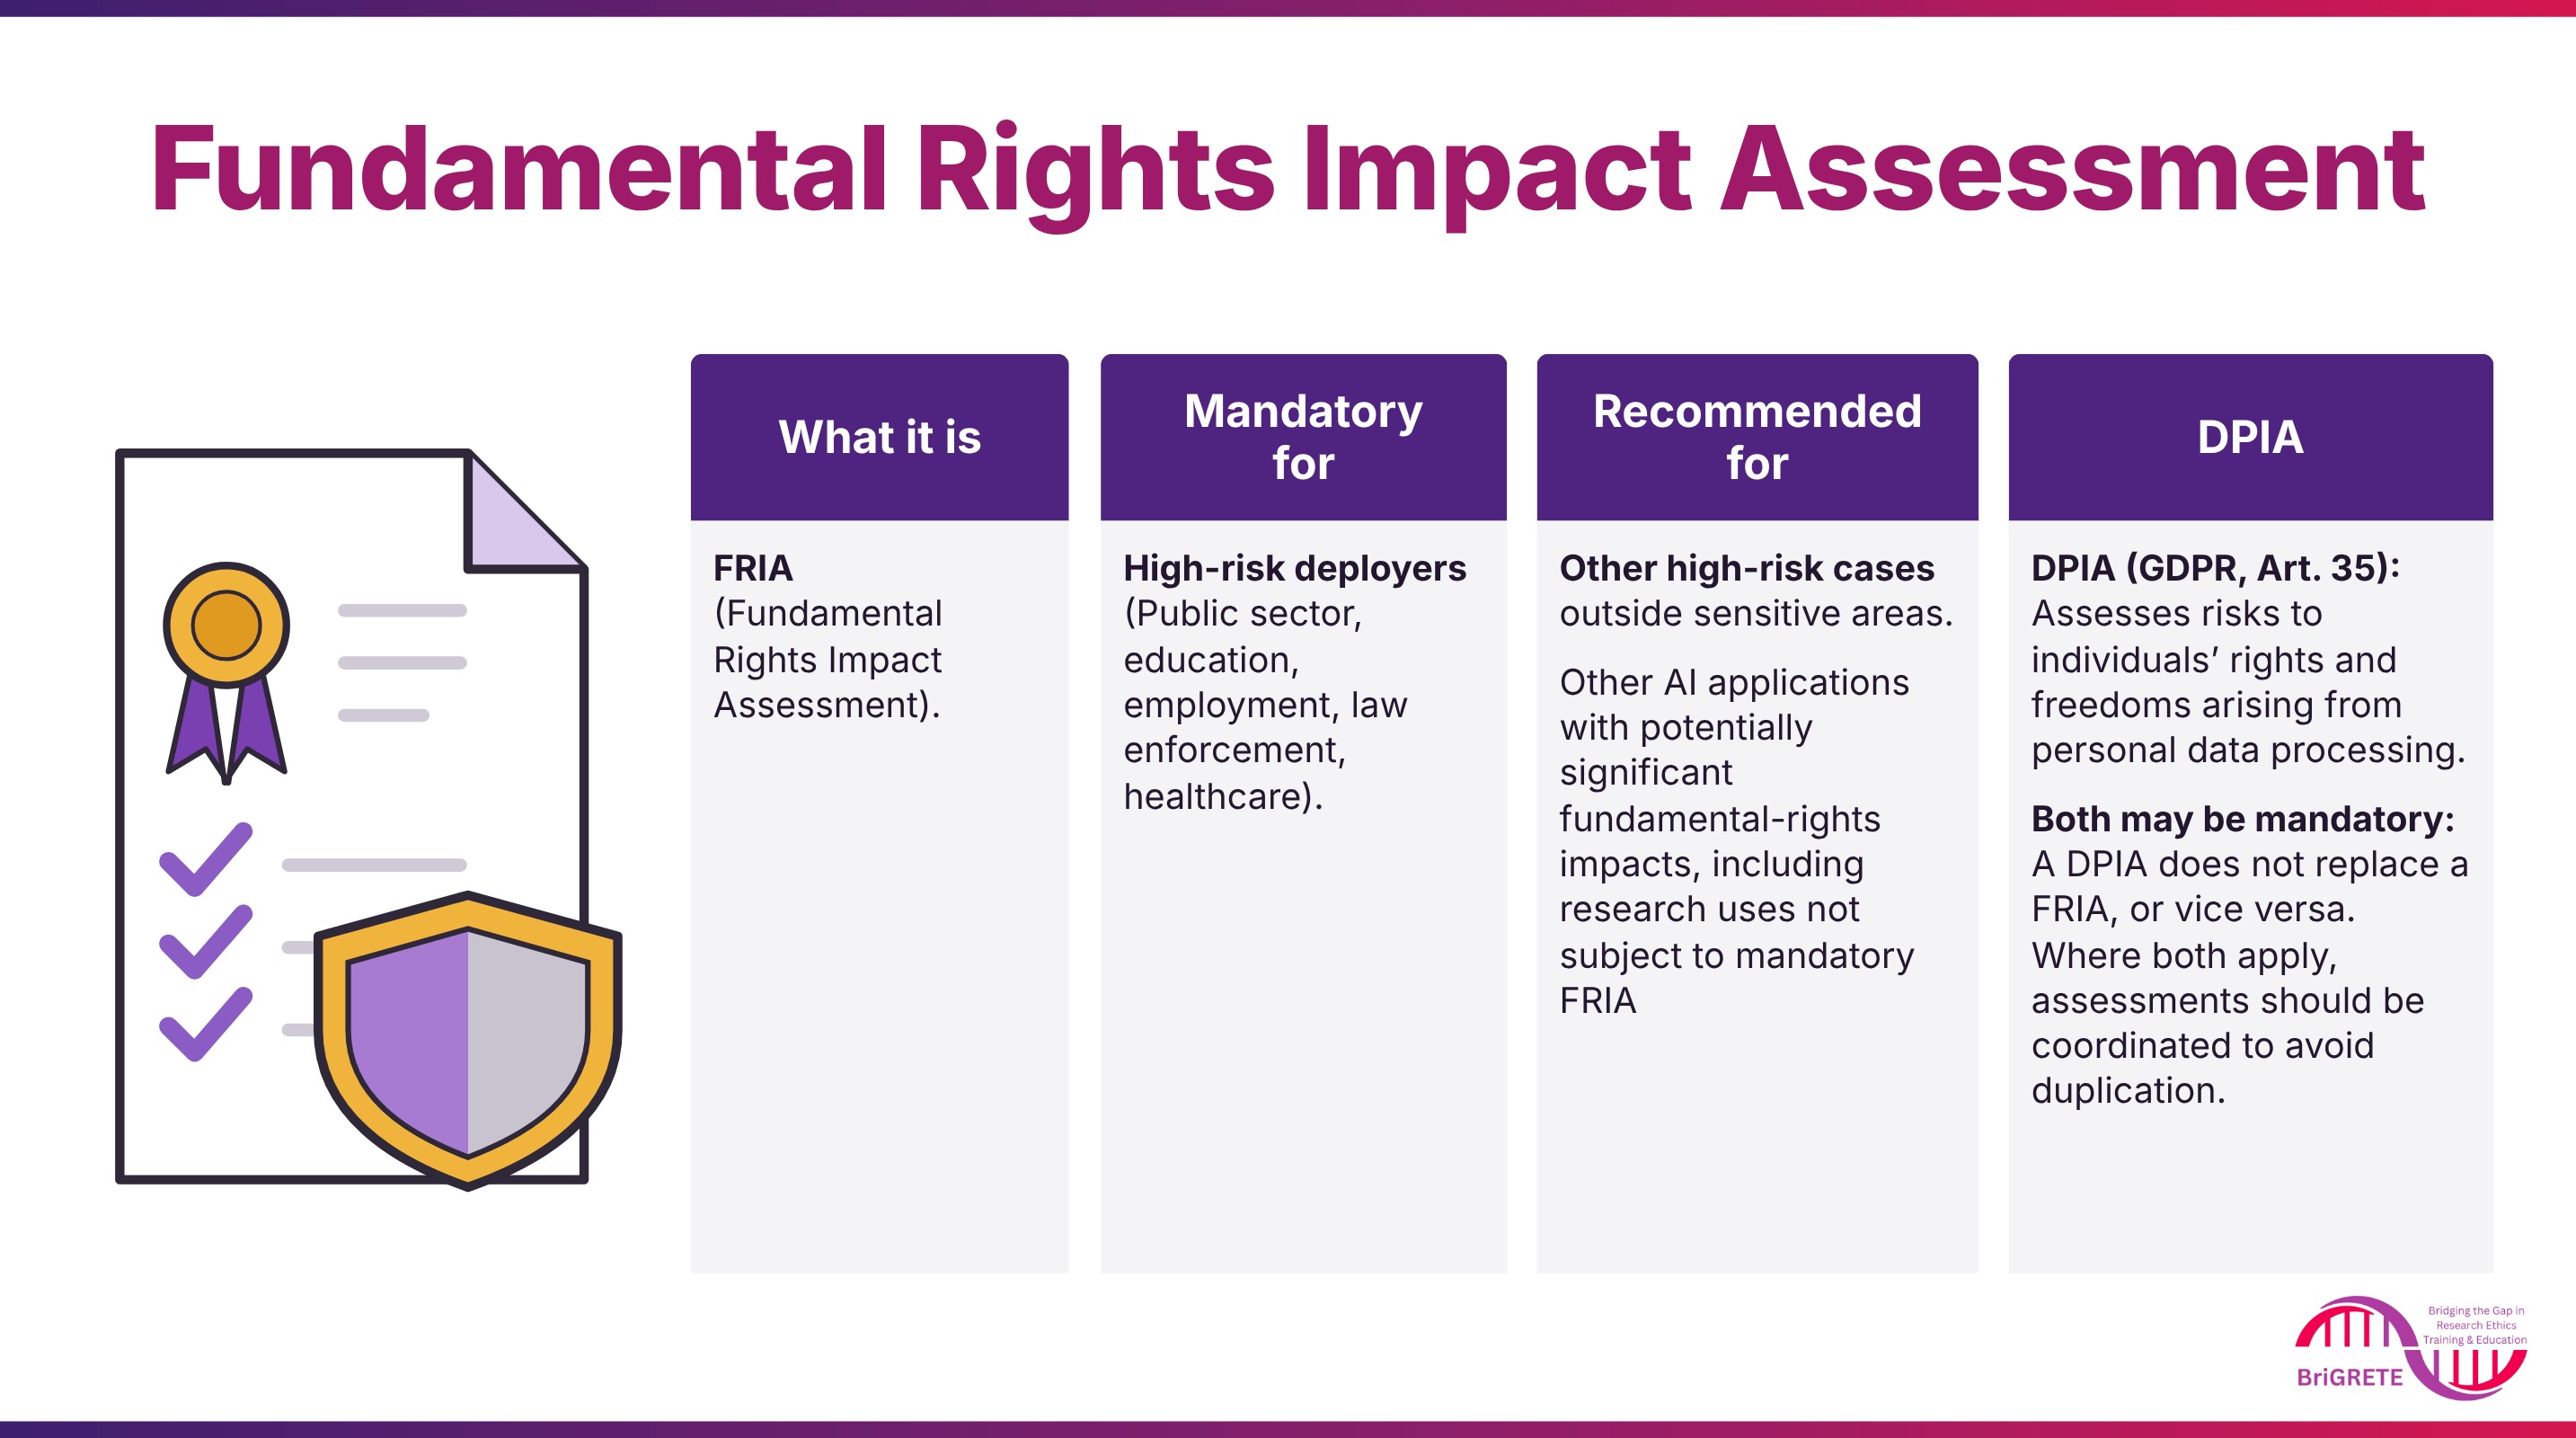 Fundamental Rights Impact Assessment
What it is
FRIA
(Fundamental
Rights Impact
Assessment).
Mandatory
for
High-risk deployers
(Public sector,
education,
employment, law
enforcement,
healthcare).
Recommended
for
Other high-risk cases
outside sensitive areas.
Other AI applications
with potentially
significant
fundamental-rights
impacts, including
research uses not
subject to mandatory
FRIA
DPIA
DPIA (GDPR, Art. 35):
Assesses risks to
individuals’ rights and
freedoms arising from
personal data processing.
Both may be mandatory:
A DPIA does not replace a
FRIA, or vice versa.
Where both apply,
assessments should be
coordinated to avoid
duplication.
Bridging the Gap in
Research Ethics
Training & Education
BriGRETE